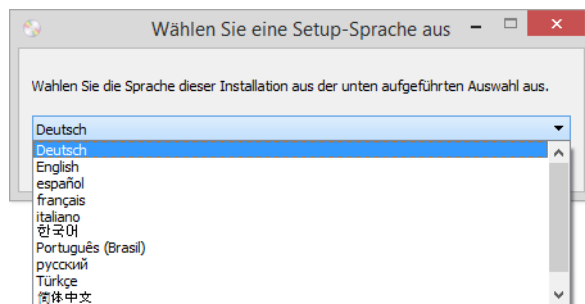 Wählen Sie eine Setup-Sprache aus
Wahlen Sie die Sprache dieser Installation aus der unten aufgeführten Auswahl aus.
Deutsch
Deutsch
English
español
français
italiano
한국어
Português (Brasil)
русский
Türkçe
简体中文